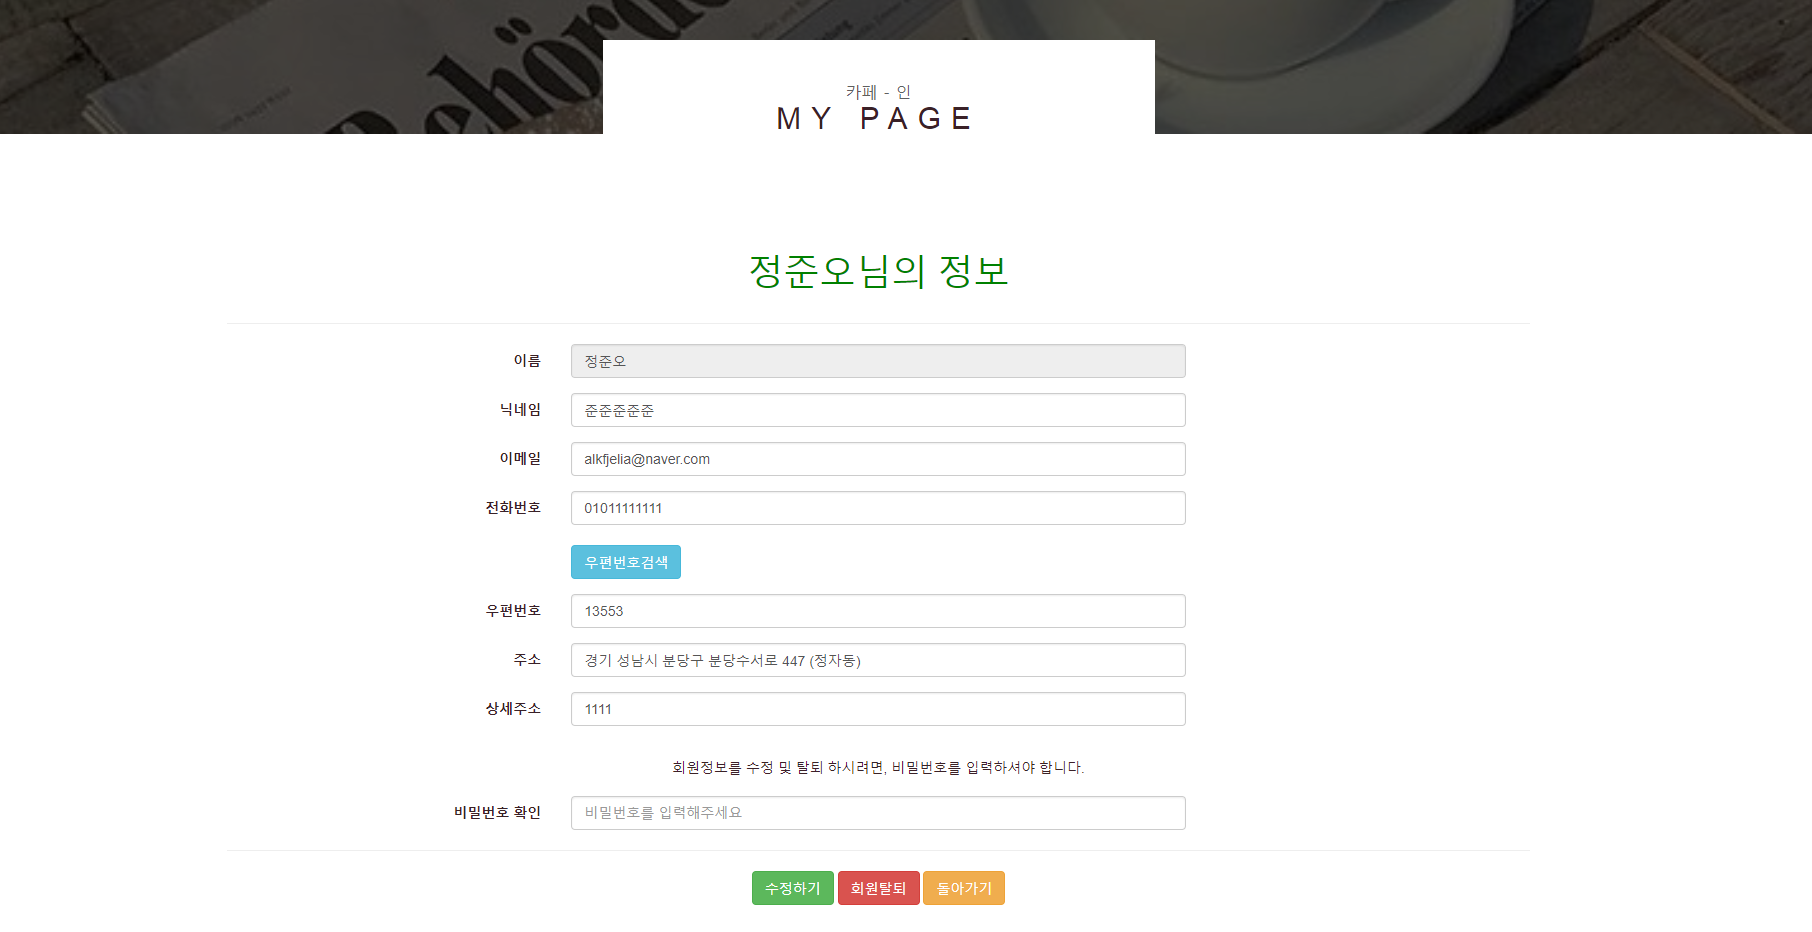 Behörde
카페 - 인
MY PAGE
정준오님의 정보
이름 정준오
닉네임 준준준준준
이메일 alkfjelia@naver.com
전화번호 01011111111
우편번호검색
우편번호 13553
주소 경기 성남시 분당구 분당수서로 447 (정자동)
상세주소 1111
회원정보를 수정 및 탈퇴 하시려면, 비밀번호를 입력하셔야 합니다.
비밀번호 확인 비밀번호를 입력해주세요
수정하기 회원탈퇴 돌아가기